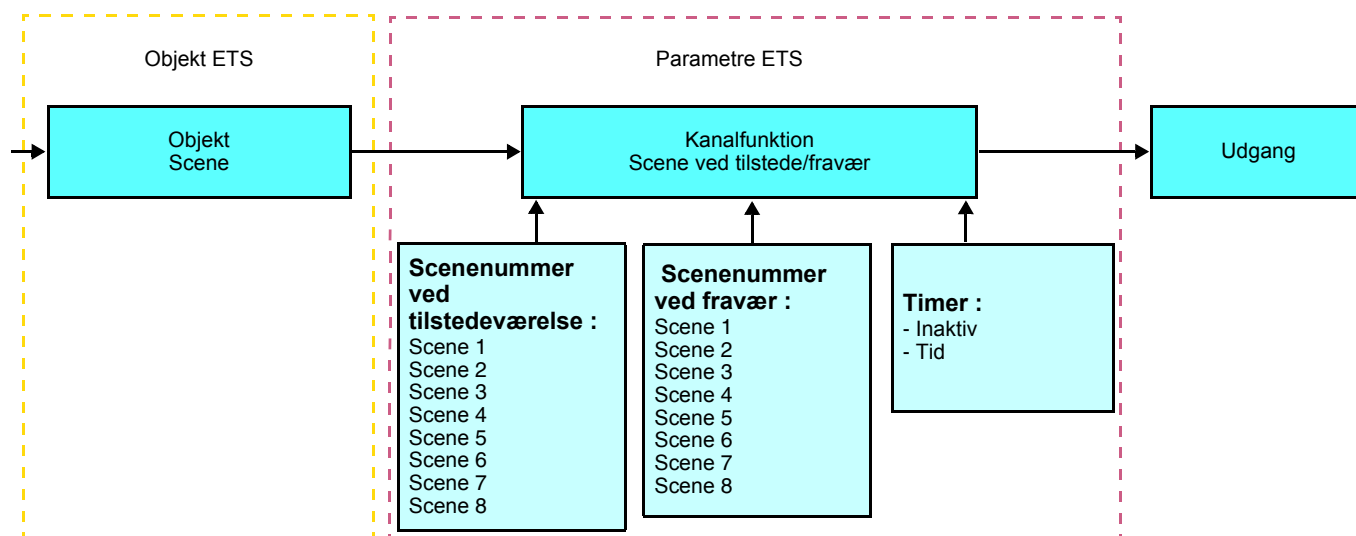 Objekt ETS
Parametre ETS
Objekt
Scene
Kanalfunktion
Scene ved tilstede/fravær
Udgang
Scenenummer
ved
tilstedeværelse :
Scene 1
Scene 2
Scene 3
Scene 4
Scene 5
Scene 6
Scene 7
Scene 8
Scenenummer
ved fravær :
Scene 1
Scene 2
Scene 3
Scene 4
Scene 5
Scene 6
Scene 7
Scene 8
Timer :
- Inaktiv
- Tid